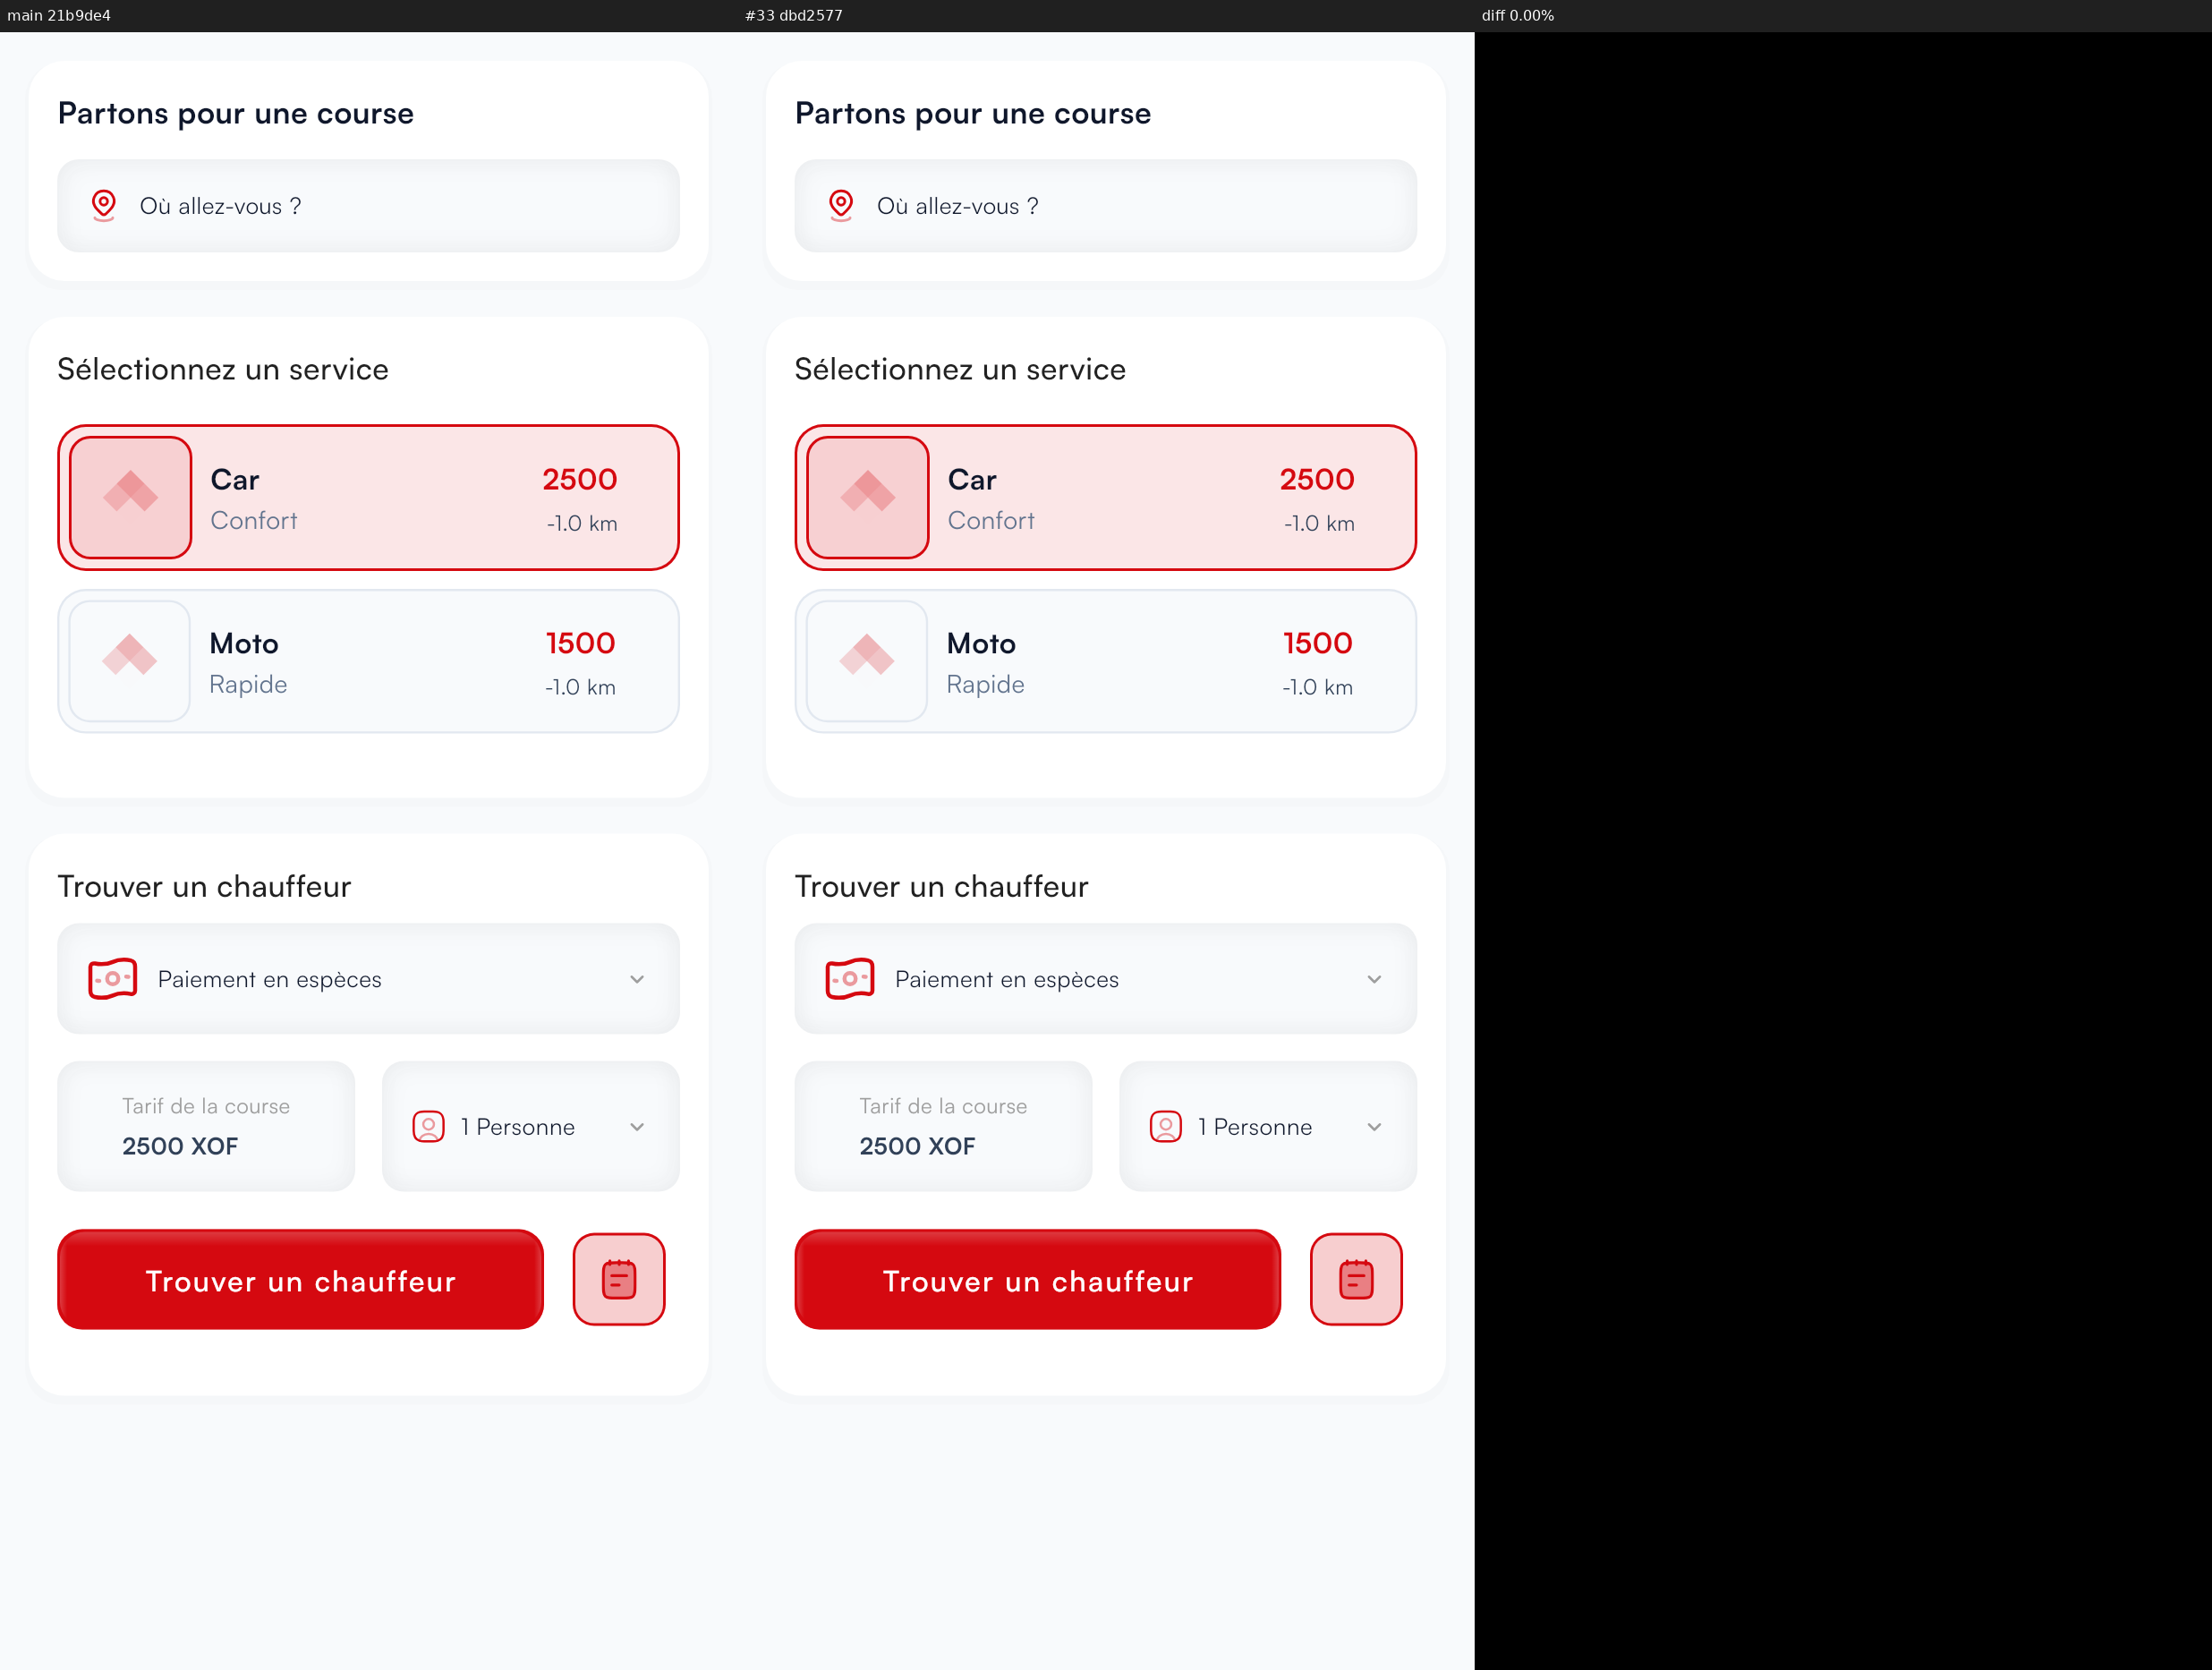 main 21b9de4
#33 dbd2577
diff 0.00%
Partons pour une course
Où allez-vous ?
Sélectionnez un service
Car
2500
Confort
-1.0 km
Moto
1500
Rapide
-1.0 km
Trouver un chauffeur
Paiement en espèces
Tarif de la course
2500 XOF
1 Personne
Trouver un chauffeur
Partons pour une course
Où allez-vous ?
Sélectionnez un service
Car
2500
Confort
-1.0 km
Moto
1500
Rapide
-1.0 km
Trouver un chauffeur
Paiement en espèces
Tarif de la course
2500 XOF
1 Personne
Trouver un chauffeur